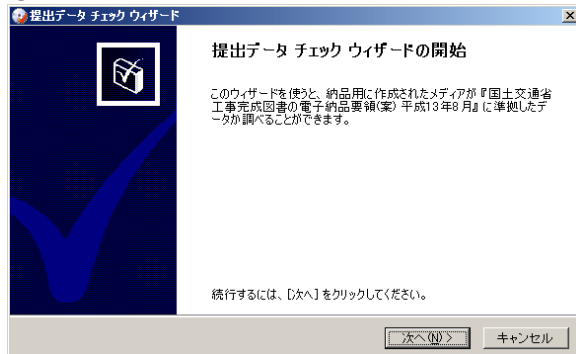 提出データ チェック ウィザード
提出データ チェック ウィザードの開始
このウィザードを使うと、納品用に作成されたメディアが『国土交通省
工事完成図書の電子納品要領(案) 平成13年8月』に準拠したデ
ータか調べることができます。
続行するには、[次へ] をクリックしてください。
次へ(N) >
キャンセル